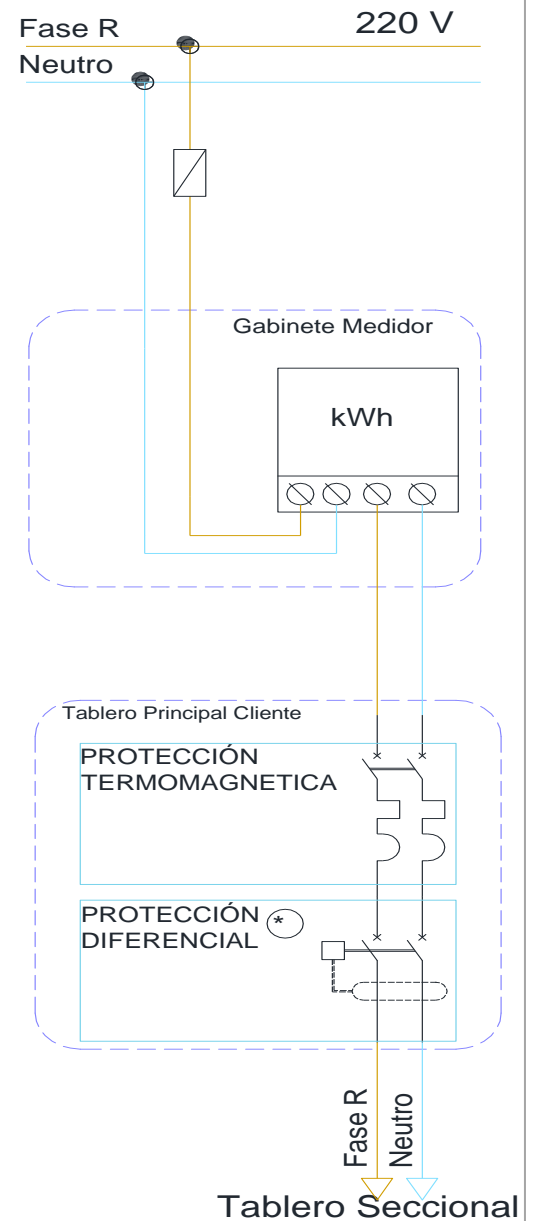 Fase R
220 V
Neutro
Gabinete Medidor
kWh
Tablero Principal Cliente
PROTECCIÓN
TERMOMAGNETICA
PROTECCIÓN *
DIFERENCIAL
Fase R
Neutro
Tablero Seccional